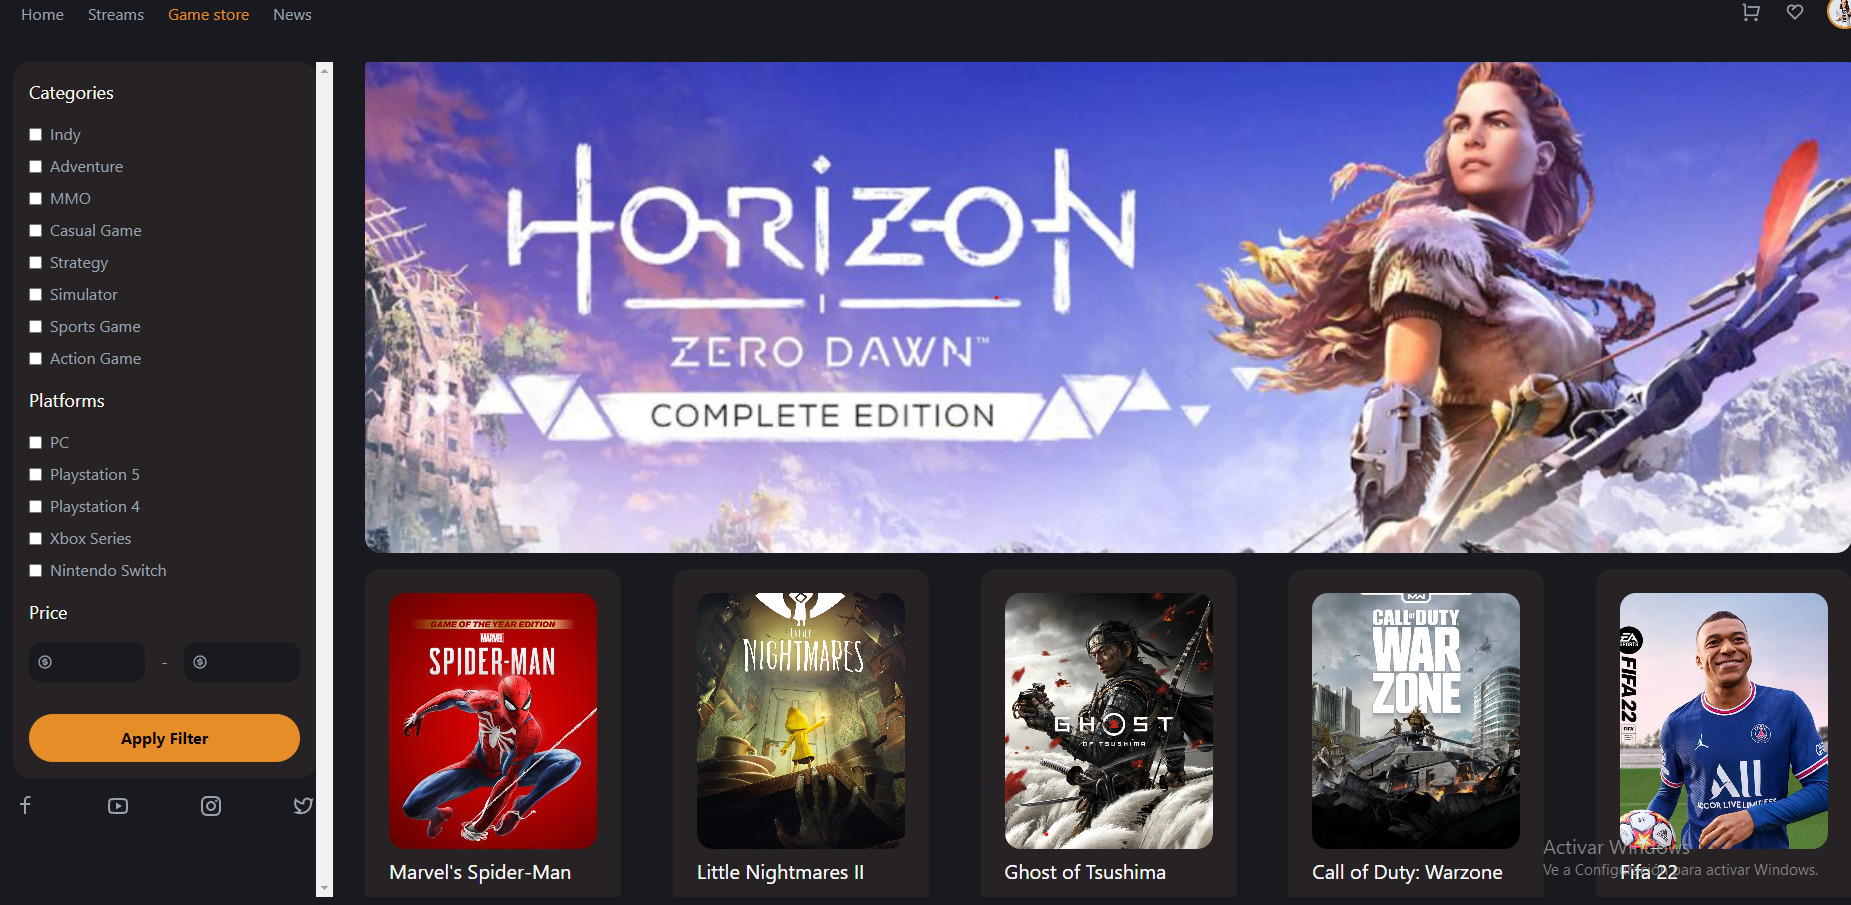 Home Streams Game store News
Categories
Indy
Adventure
MMO
Casual Game
Strategy
Simulator
Sports Game
Action Game
Platforms
PC
Playstation 5
Playstation 4
Xbox Series
Nintendo Switch
Price
-
Apply Filter
HORIZON
ZERO DAWN™
COMPLETE EDITION
GAME OF THE YEAR EDITION
MARVEL
SPIDER-MAN
Marvel's Spider-Man
LITTLE
NIGHTMARES
Little Nightmares II
GHOST
OF TSUSHIMA
Ghost of Tsushima
CALL OF DUTY
WAR
ZONE
Call of Duty: Warzone
EA
SPORTS
FIFA 22
ALL
ACCOR LIVE LIMITLESS
Fifa 22
Activar Windows
Ve a Configuración para activar Windows.